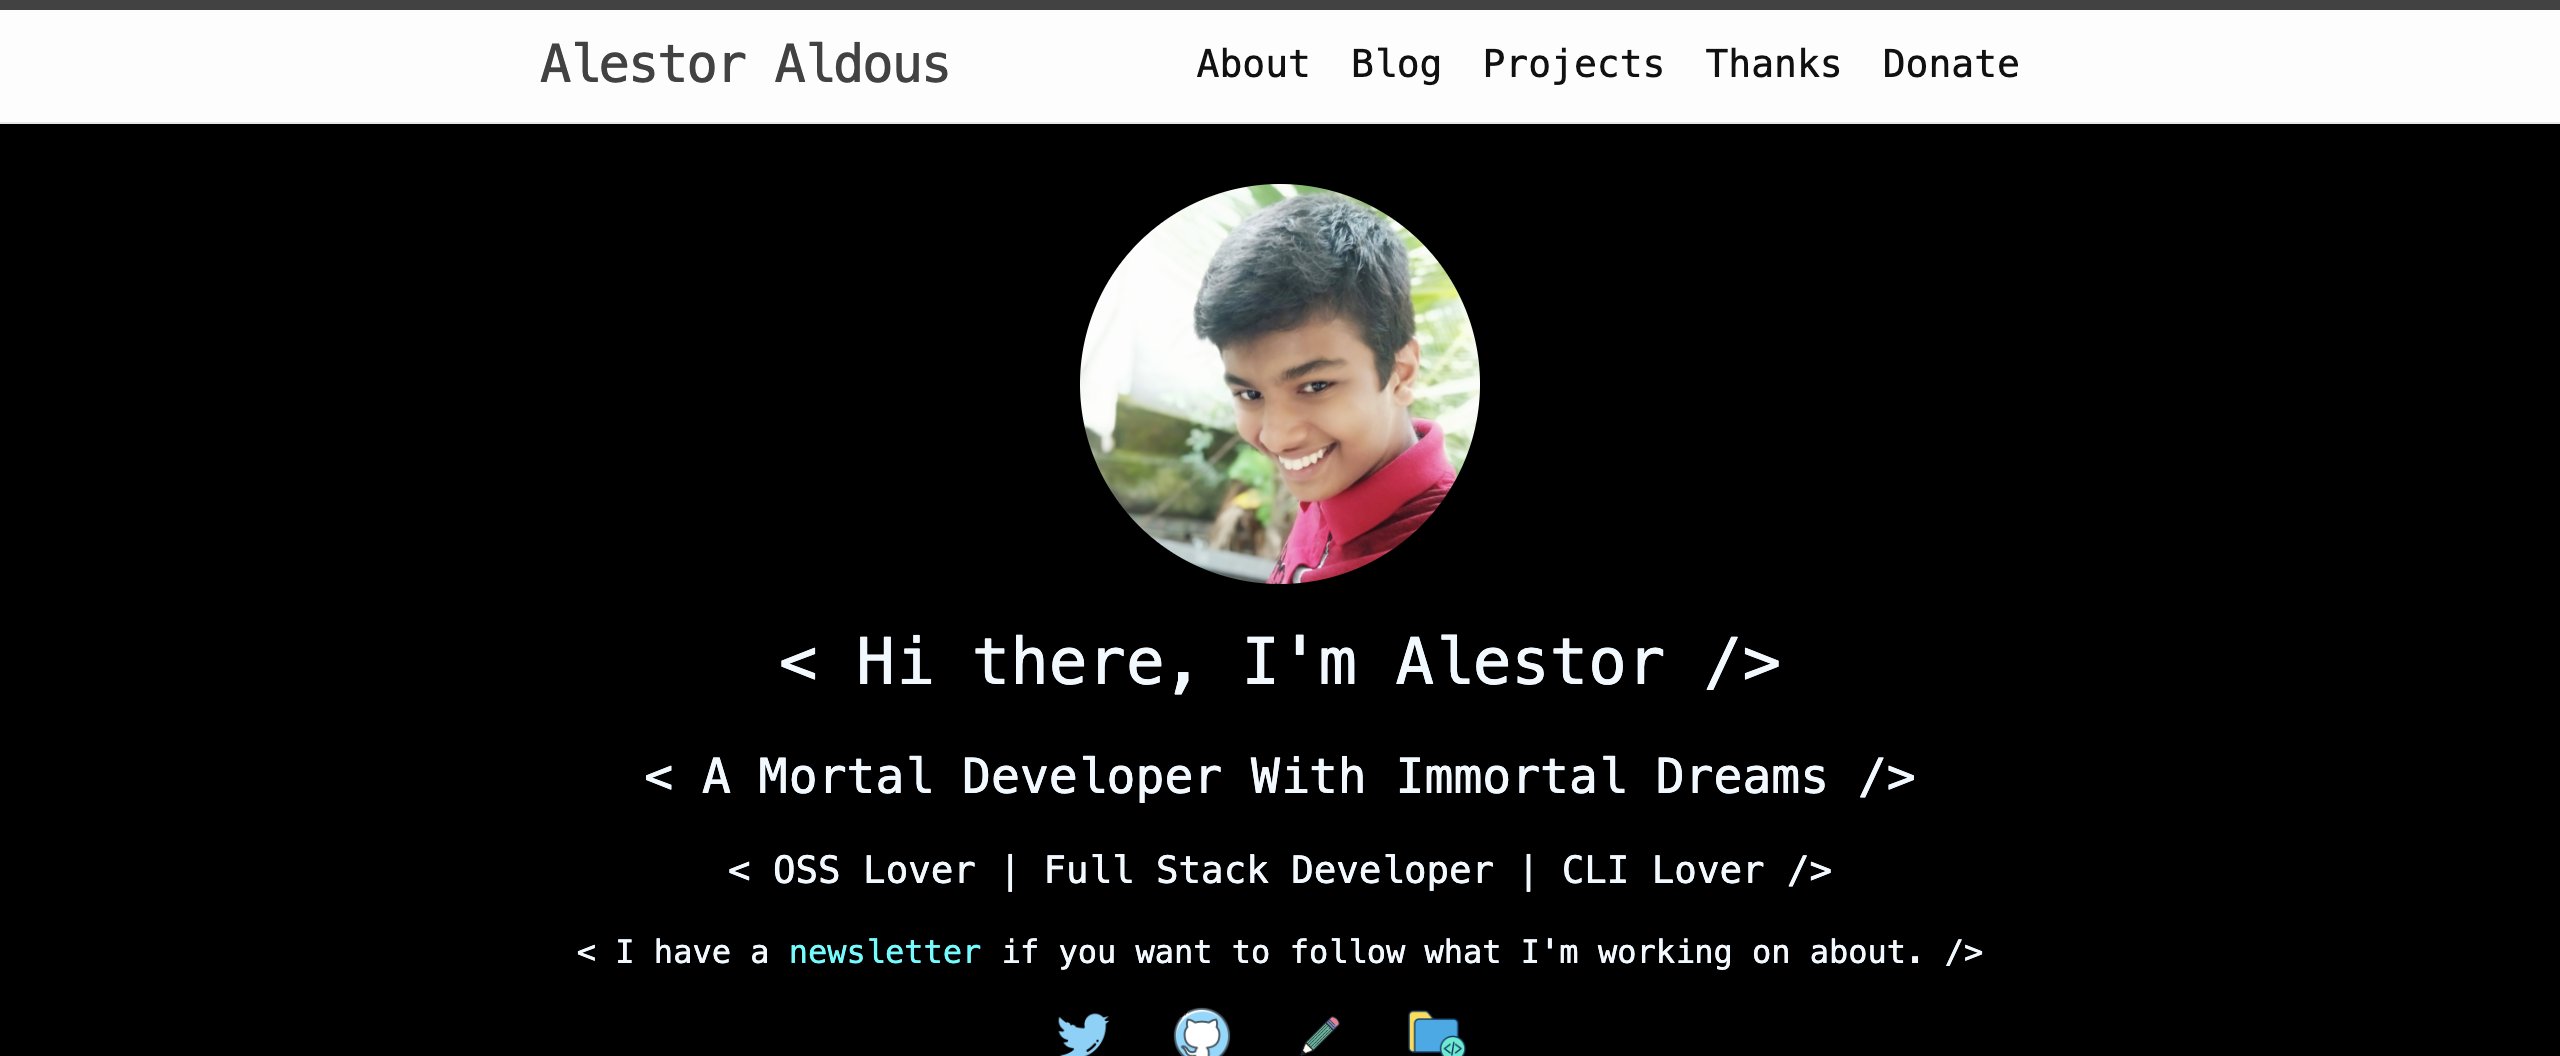 Alestor Aldous About Blog Projects Thanks Donate
< Hi there, I'm Alestor />
< A Mortal Developer With Immortal Dreams />
< OSS Lover | Full Stack Developer | CLI Lover />
< I have a newsletter if you want to follow what I'm working on about. />
</>